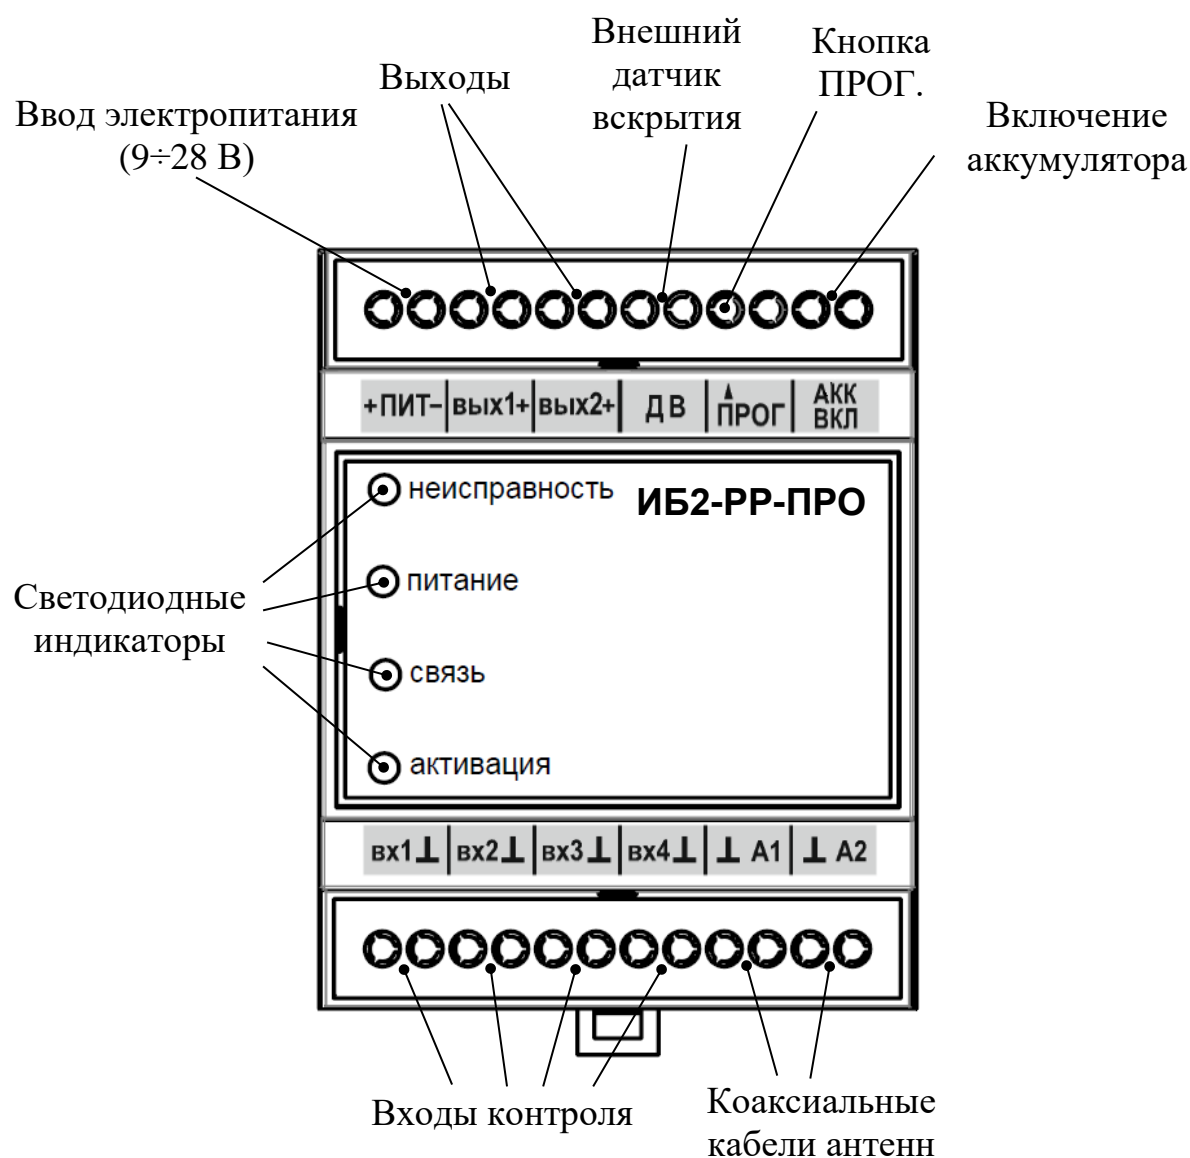 Внешний
датчик
вскрытия
Кнопка
ПРОГ.
Выходы
Ввод электропитания
(9÷28 В)
Включение
аккумулятора
+ПИТ−
вых1+
вых2+
ДВ
ПРОГ
АКК
ВКЛ
неисправность
ИБ2-РР-ПРО
питание
Светодиодные
индикаторы
связь
активация
вх1⊥
вх2⊥
вх3⊥
вх4⊥
⊥ А1
⊥ А2
Входы контроля
Коаксиальные
кабели антенн